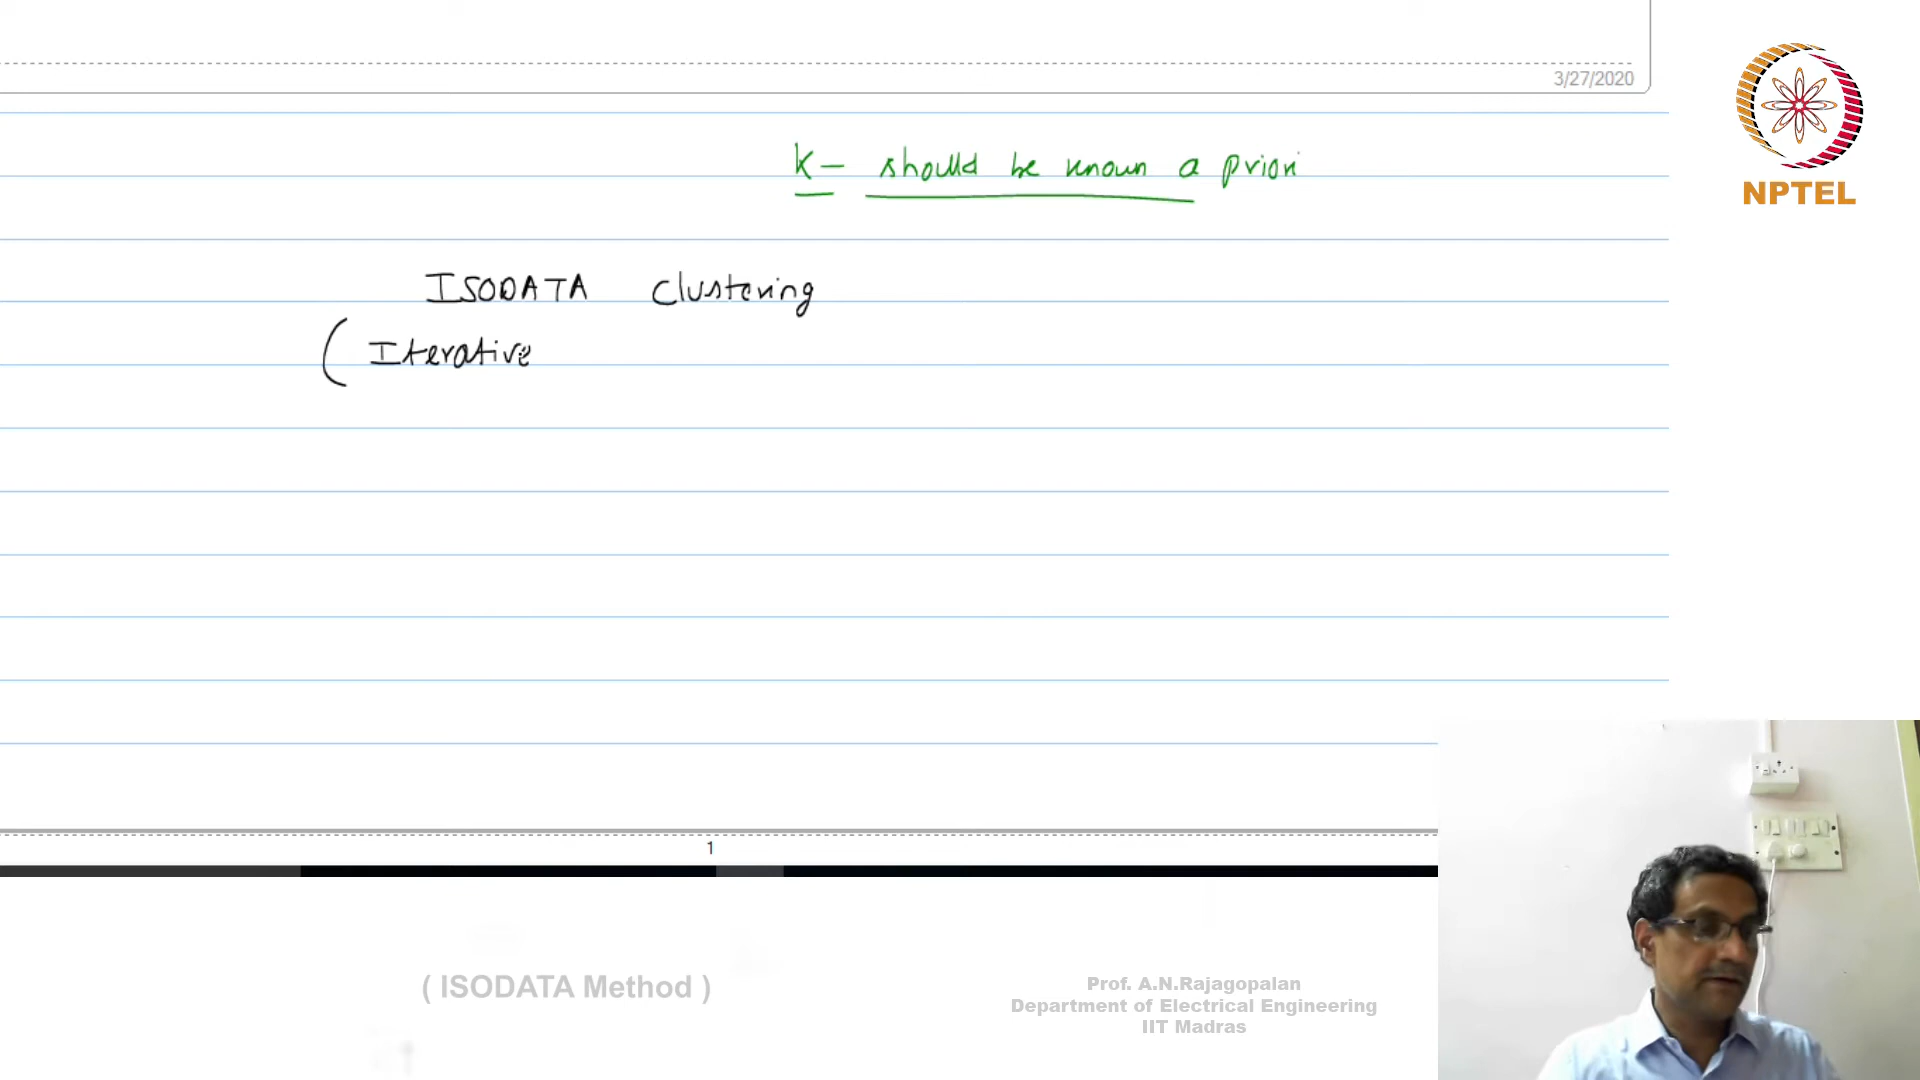 3/27/2020
NPTEL
K - should be known a priori
ISODATA Clustering
( Iterative
1
( ISODATA Method )
Prof. A.N.Rajagopalan
Department of Electrical Engineering
IIT Madras